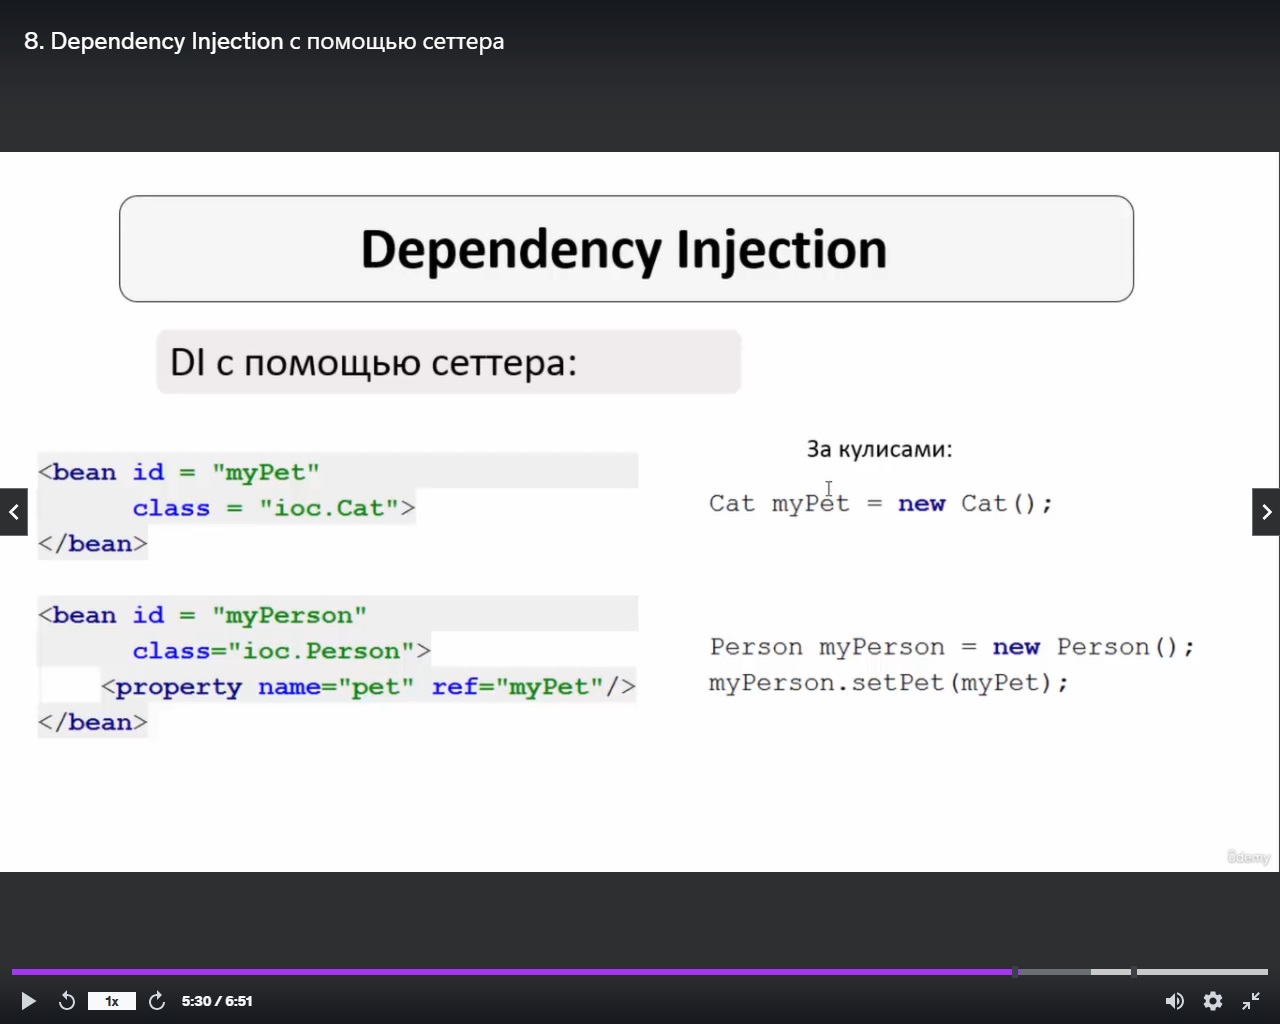 8. Dependency Injection с помощью сеттера
Dependency Injection
DI с помощью сеттера:
<bean id = "myPet"
class = "ioc.Cat">
</bean>
<bean id = "myPerson"
class="ioc.Person">
<property name="pet" ref="myPet"/>
</bean>
За кулисами:
Cat myPet = new Cat();
Person myPerson = new Person();
myPerson.setPet(myPet);
ûdemy
1x
5:30 / 6:51